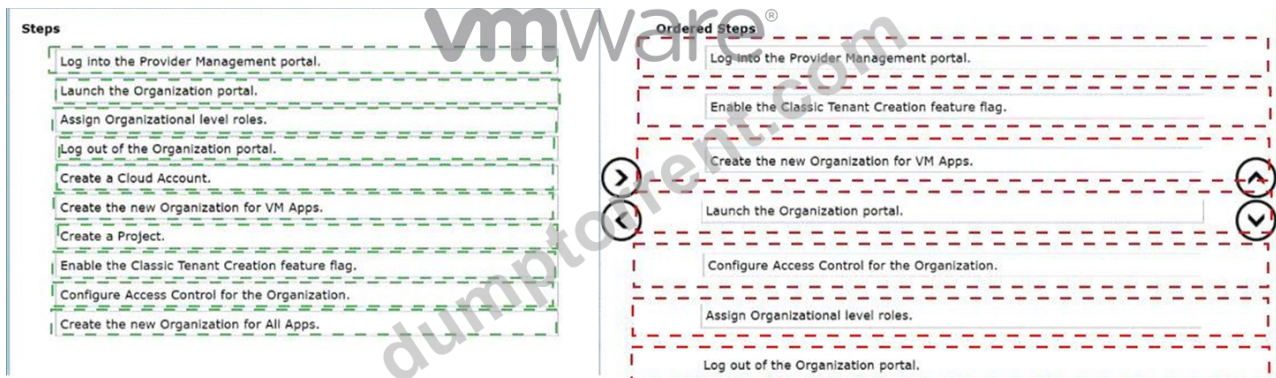 vmware®
Steps
Log into the Provider Management portal.
Launch the Organization portal.
Assign Organizational level roles.
Log out of the Organization portal.
Create a Cloud Account.
Create the new Organization for VM Apps.
Create a Project.
Enable the Classic Tenant Creation feature flag.
Configure Access Control for the Organization.
Create the new Organization for All Apps.
Ordered Steps
Log into the Provider Management portal.
Enable the Classic Tenant Creation feature flag.
Create the new Organization for VM Apps.
Launch the Organization portal.
Configure Access Control for the Organization.
Assign Organizational level roles.
Log out of the Organization portal.
dumptorrent.com